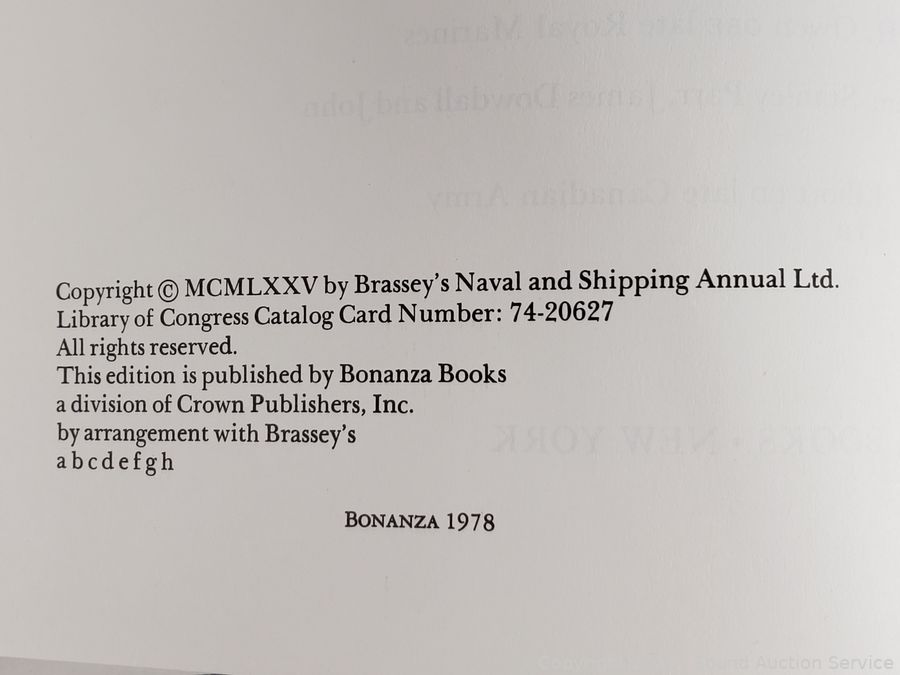 Copyright © MCMLXXV by Brassey's Naval and Shipping Annual Ltd.
Library of Congress Catalog Card Number: 74-20627
All rights reserved.
This edition is published by Bonanza Books
a division of Crown Publishers, Inc.
by arrangement with Brassey's
a b c d e f g h
BONANZA 1978
Auction Service